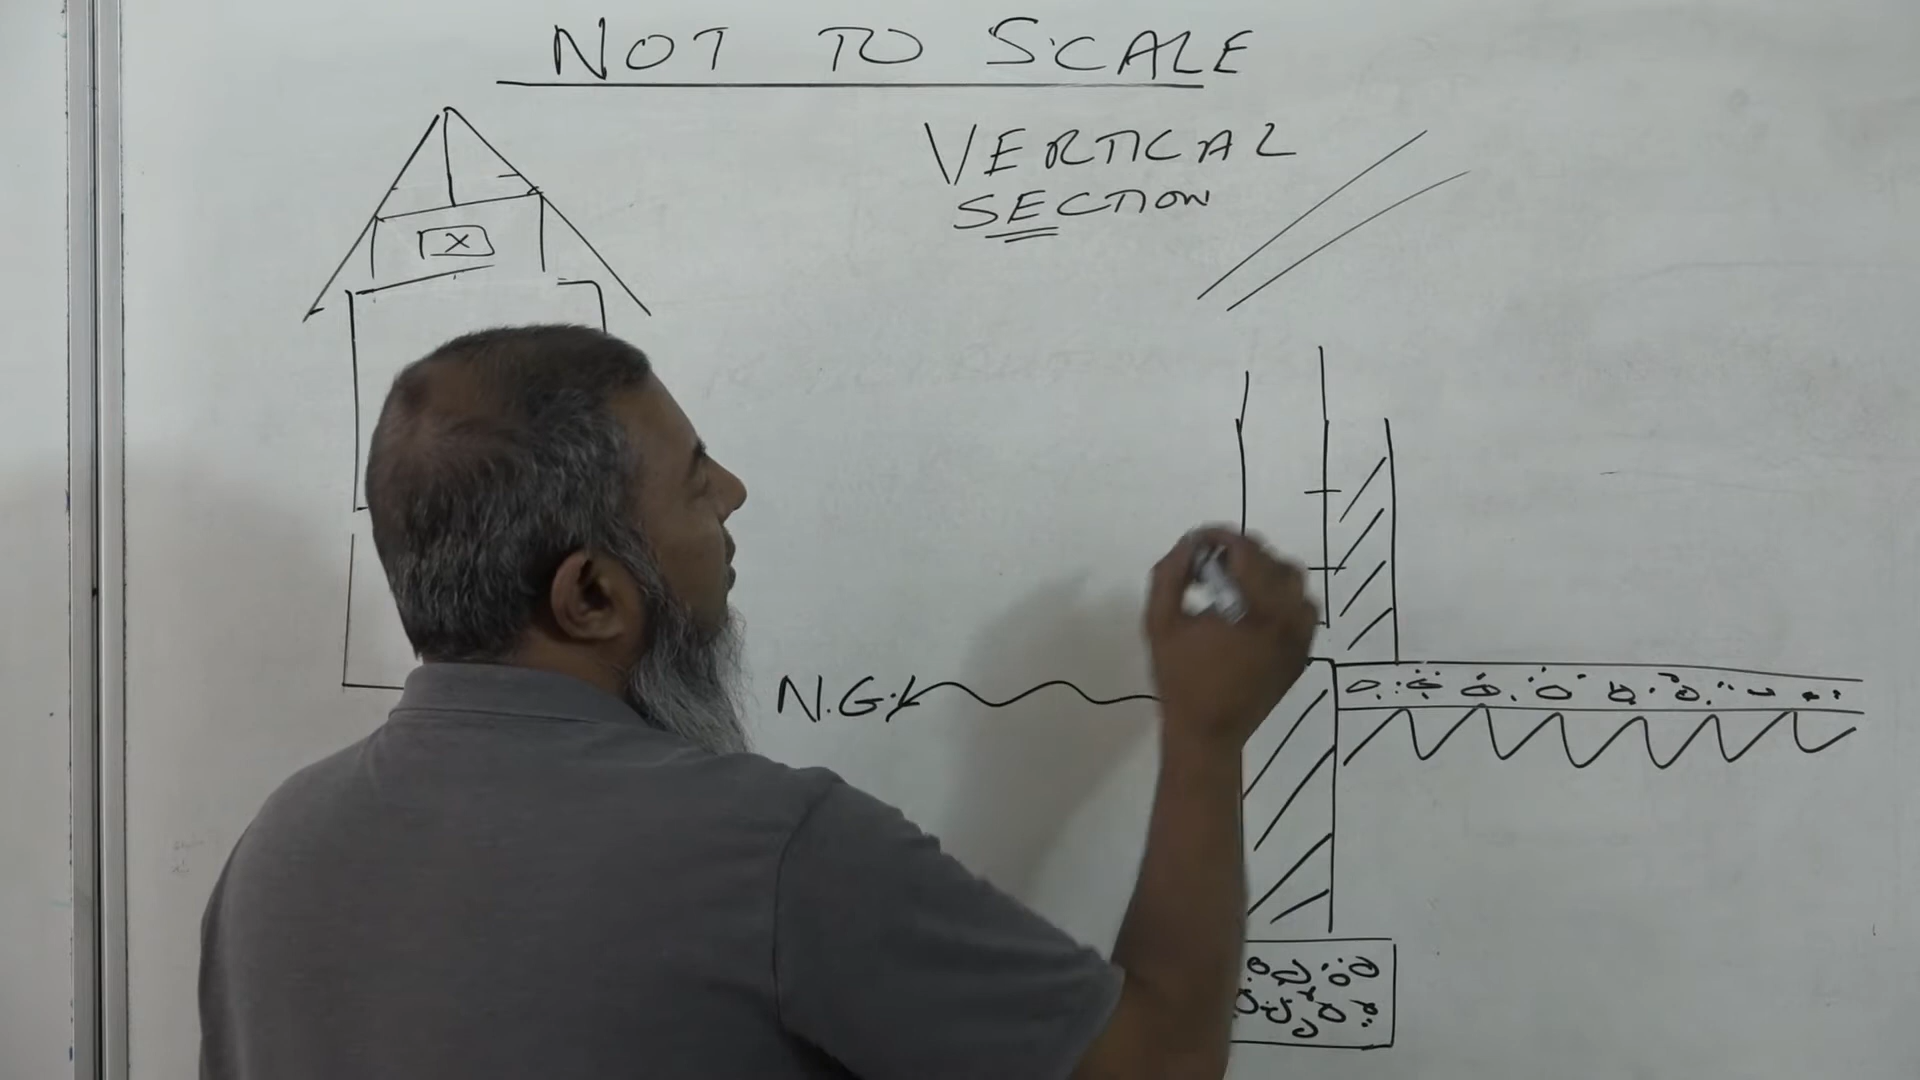 NOT TO SCALE
VERTICAL
SECTION
X
N.G.L